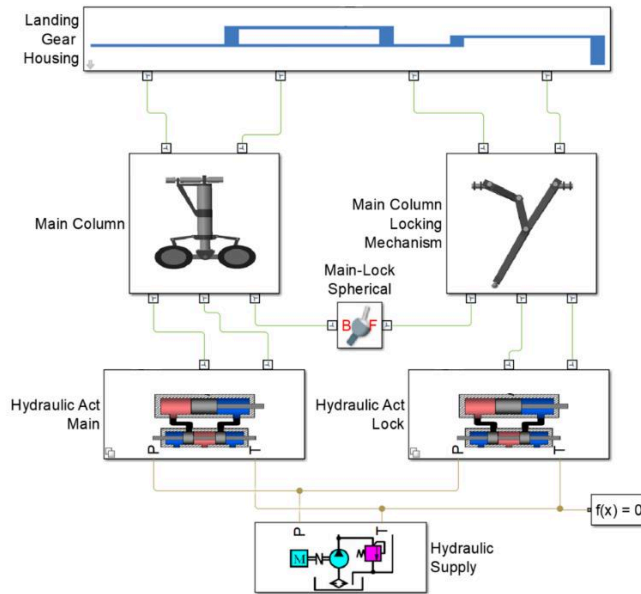 Landing
Gear
Housing
Main Column
Main Column
Locking
Mechanism
Main-Lock
Spherical
B F
Hydraulic Act
Main
P T
Hydraulic Act
Lock
P T
f(x) = 0
P T
M
Hydraulic
Supply